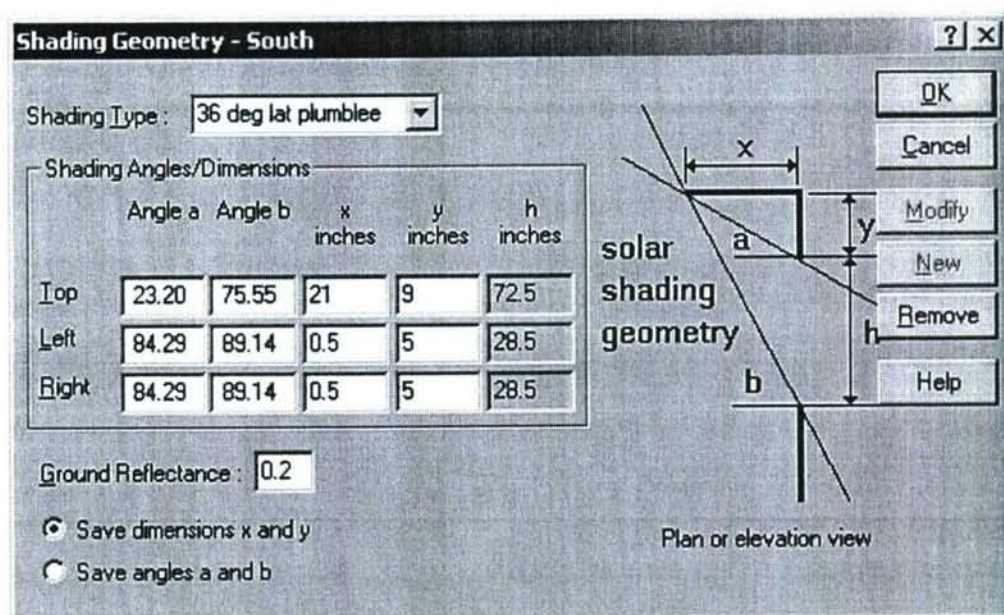 Shading Geometry - South
? ×
Shading Type : 36 deg lat plumblee
OK
Cancel
Modify
New
Remove
Help
Shading Angles/Dimensions
Angle a Angle b x inches y inches h inches
Top 23.20 75.55 21 9 72.5
Left 84.29 89.14 0.5 5 28.5
Right 84.29 89.14 0.5 5 28.5
x
y
a
solar
shading
geometry
h
b
Ground Reflectance : 0.2
Save dimensions x and y
Save angles a and b
Plan or elevation view